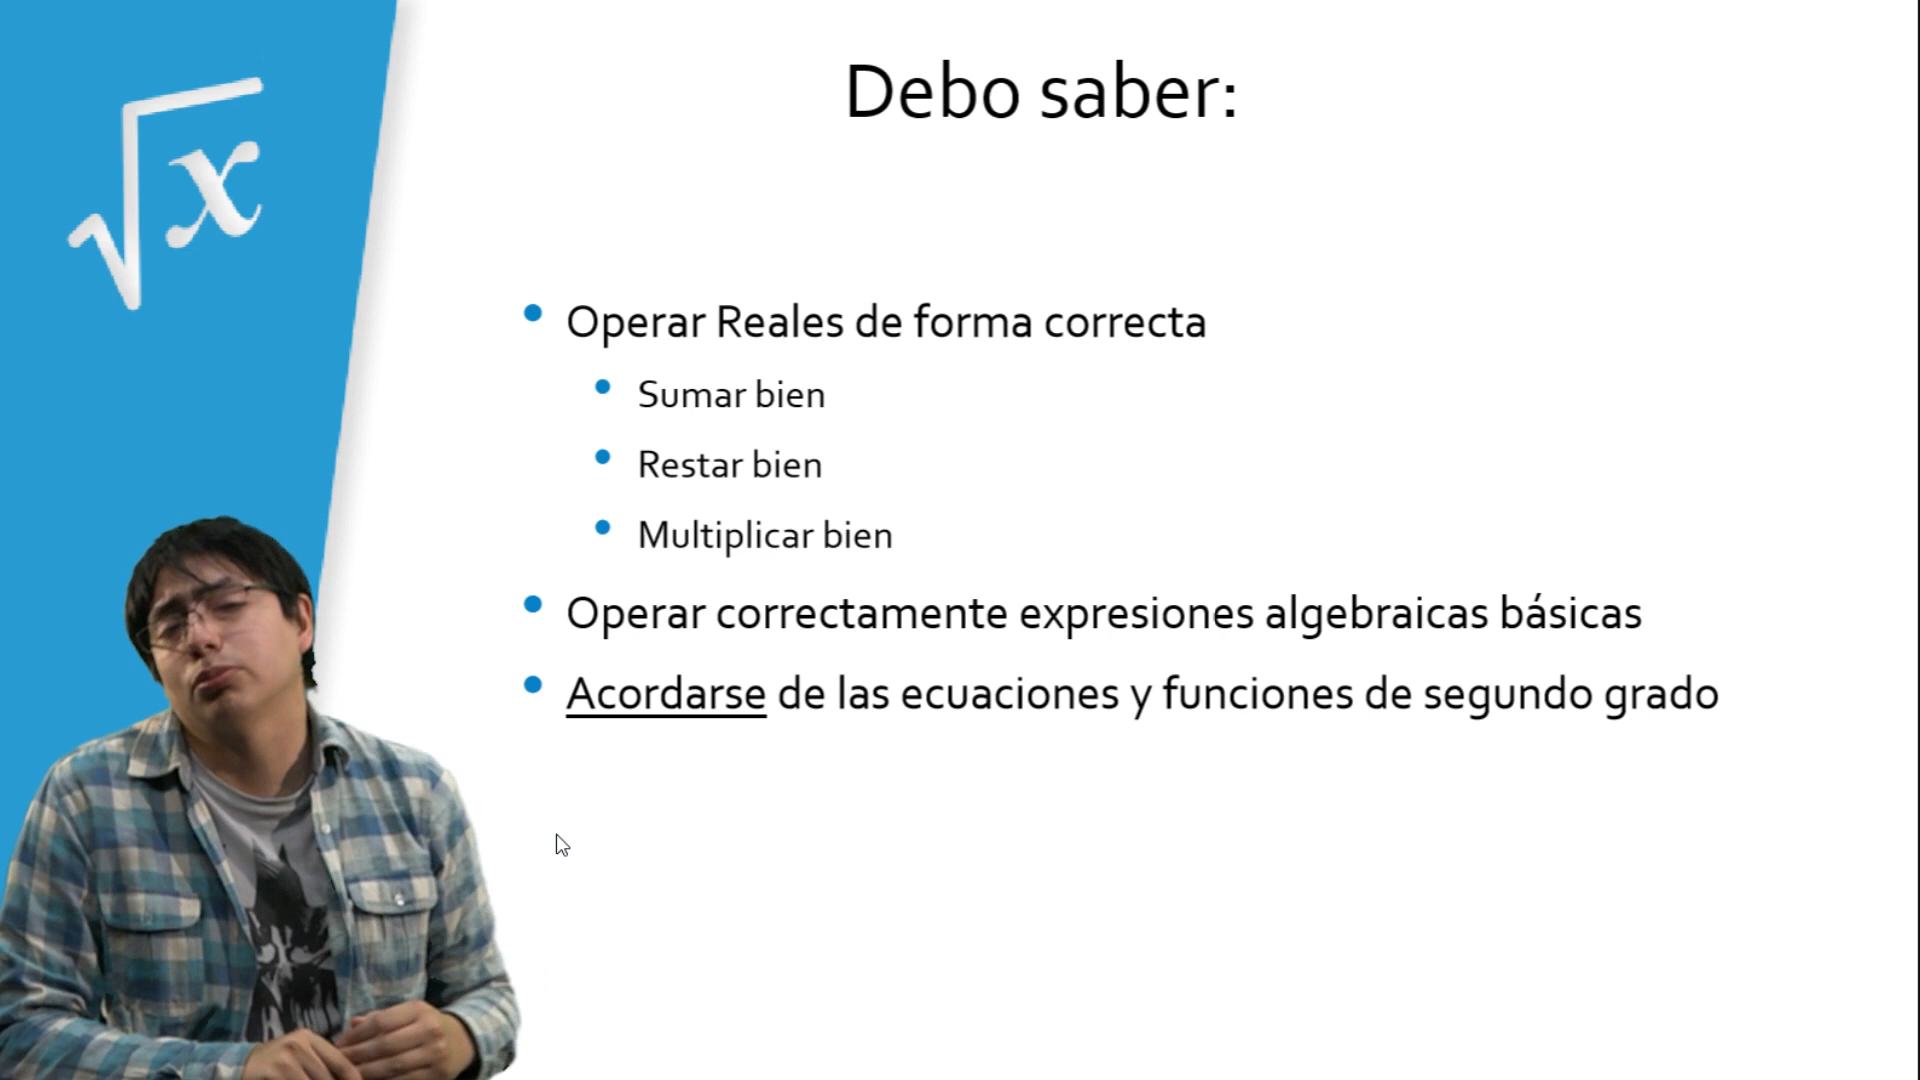 √x
Debo saber:
Operar Reales de forma correcta
Sumar bien
Restar bien
Multiplicar bien
Operar correctamente expresiones algebraicas básicas
Acordarse de las ecuaciones y funciones de segundo grado